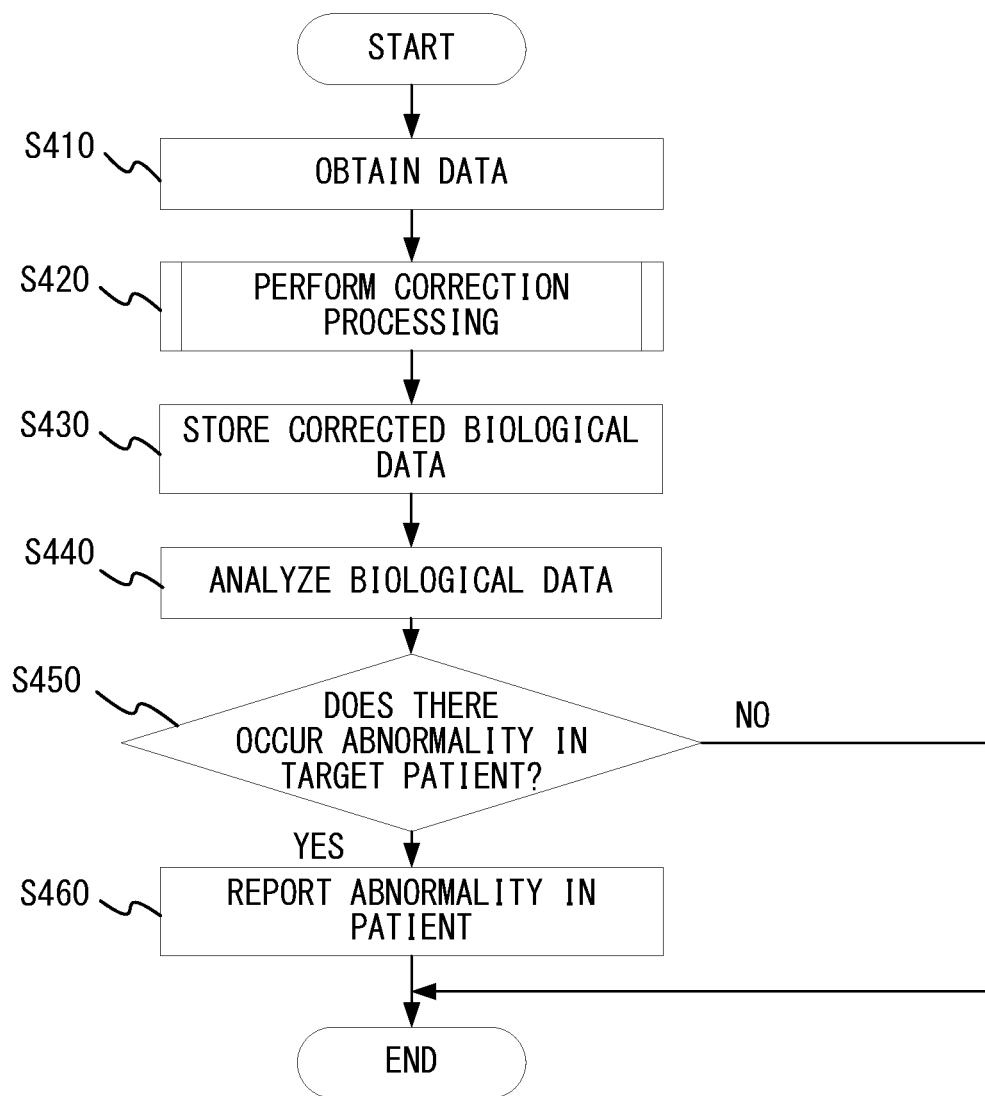 START
S410
OBTAIN DATA
S420
PERFORM CORRECTION
PROCESSING
S430
STORE CORRECTED BIOLOGICAL
DATA
S440
ANALYZE BIOLOGICAL DATA
S450
DOES THERE
OCCUR ABNORMALITY IN
TARGET PATIENT?
NO
YES
S460
REPORT ABNORMALITY IN
PATIENT
END